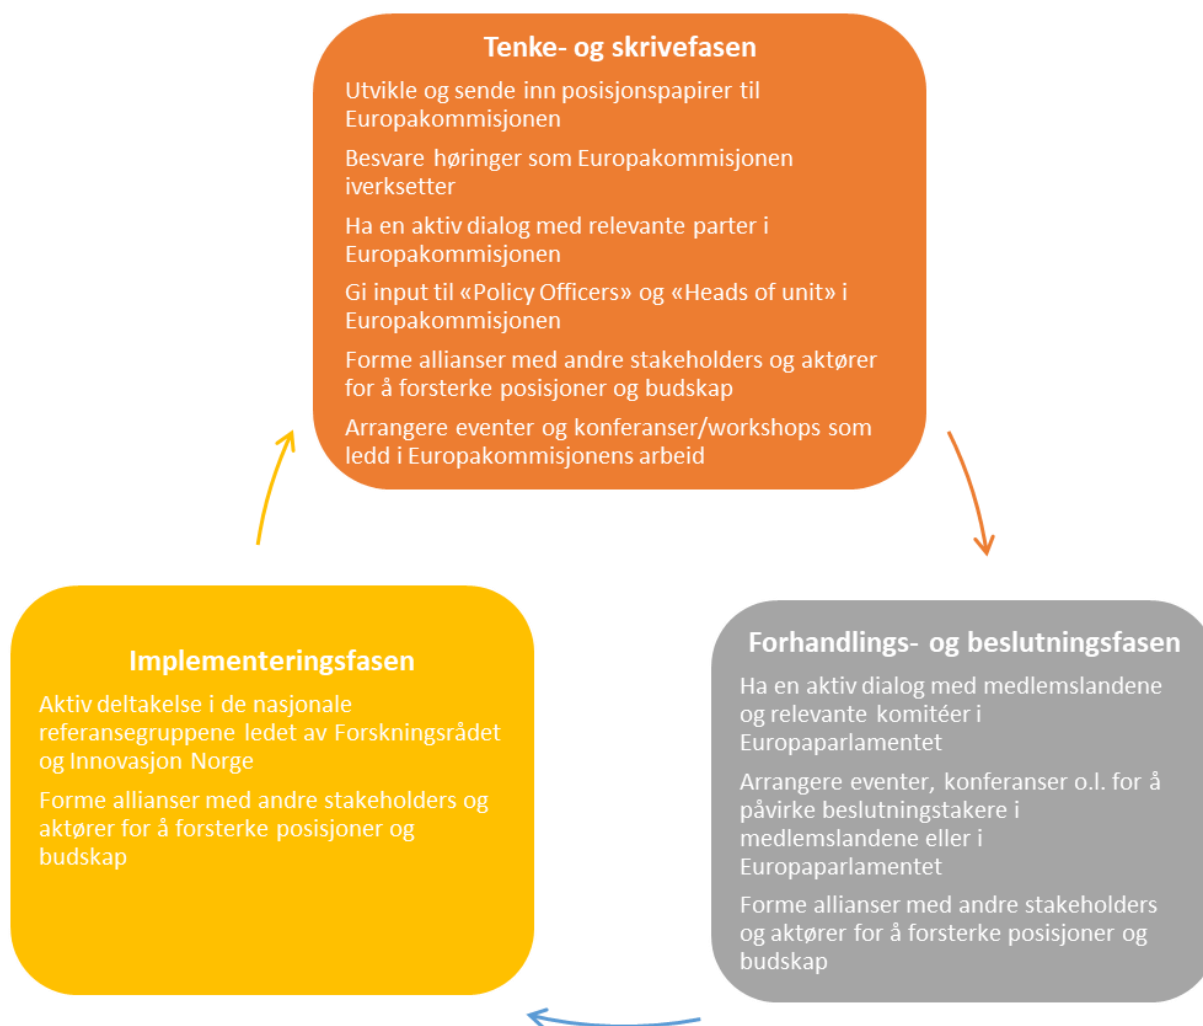 Tenke- og skrivefasen
Utvikle og sende inn posisjonspapirer til
Europakommisjonen
Besvare høringer som Europakommisjonen
iverksetter
Ha en aktiv dialog med relevante parter i
Europakommisjonen
Gi input til «Policy Officers» og «Heads of unit» i
Europakommisjonen
Forme allianser med andre stakeholders og aktører
for å forsterke posisjoner og budskap
Arrangere eventer og konferanser/workshops som
ledd i Europakommisjonens arbeid
Forhandlings- og beslutningsfasen
Ha en aktiv dialog med medlemslandene
og relevante komitéer i
Europaparlamentet
Arrangere eventer, konferanser o.l. for å
påvirke beslutningstakere i
medlemslandene eller i
Europaparlamentet
Forme allianser med andre stakeholders
og aktører for å forsterke posisjoner og
budskap
Implementeringsfasen
Aktiv deltakelse i de nasjonale
referansegruppene ledet av Forskningsrådet
og Innovasjon Norge
Forme allianser med andre stakeholders og
aktører for å forsterke posisjoner og
budskap